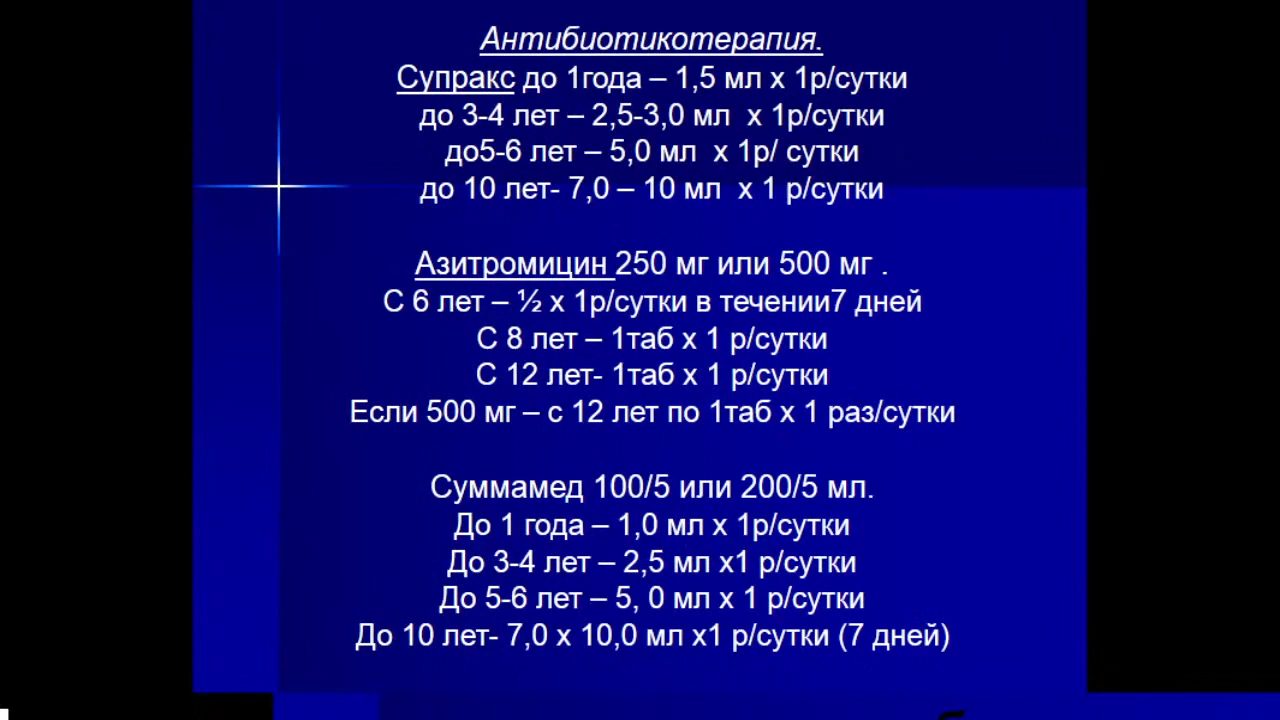 Антибиотикотерапия.
Супракс до 1года – 1,5 мл х 1р/сутки
до 3-4 лет – 2,5-3,0 мл х 1р/сутки
до5-6 лет – 5,0 мл х 1р/ сутки
до 10 лет- 7,0 – 10 мл х 1 р/сутки
Азитромицин 250 мг или 500 мг .
С 6 лет – ½ х 1р/сутки в течении7 дней
С 8 лет – 1таб х 1 р/сутки
С 12 лет- 1таб х 1 р/сутки
Если 500 мг – с 12 лет по 1таб х 1 раз/сутки
Суммамед 100/5 или 200/5 мл.
До 1 года – 1,0 мл х 1р/сутки
До 3-4 лет – 2,5 мл х1 р/сутки
До 5-6 лет – 5, 0 мл х 1 р/сутки
До 10 лет- 7,0 х 10,0 мл х1 р/сутки (7 дней)